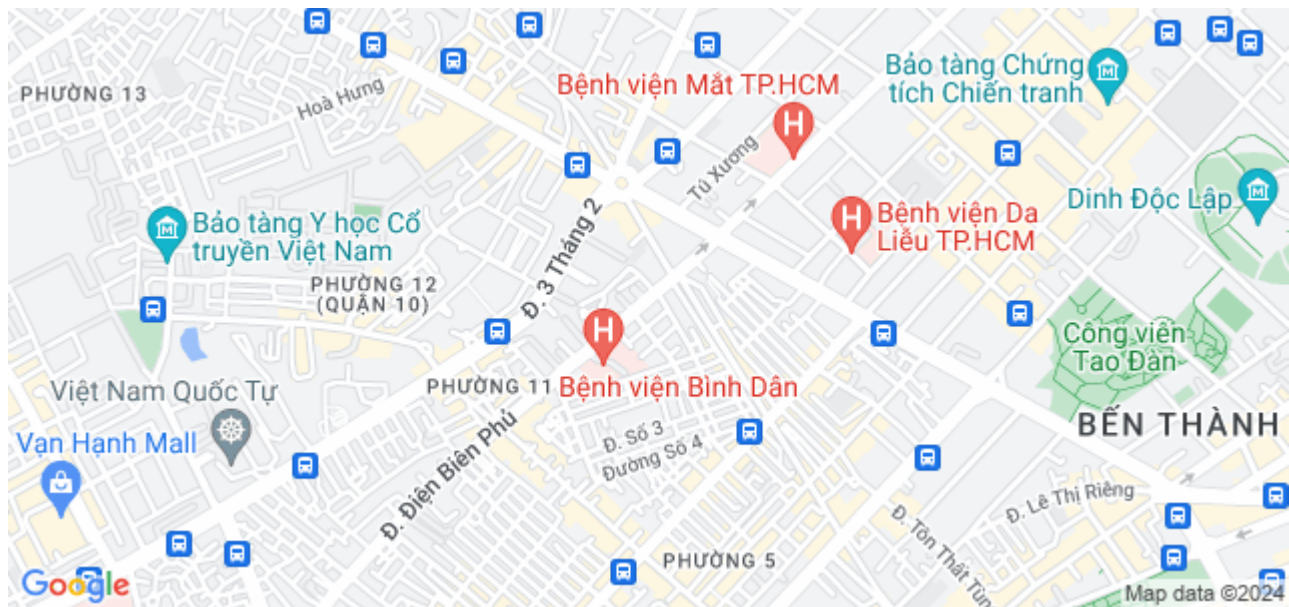 Bệnh viện Mắt TP.HCM
Bảo tàng Chứng
tích Chiến tranh
PHƯỜNG 13
Hoà Hưng
Tú Xương
Dinh Độc Lập
Bảo tàng Y học Cổ
truyền Việt Nam
Bệnh viện Da
Liễu TP.HCM
Đ. 3 Tháng 2
PHƯỜNG 12
(QUẬN 10)
Công viên
Tao Đàn
Việt Nam Quốc Tự
PHƯỜNG 11
Bệnh viện Bình Dân
Vạn Hạnh Mall
Đ. Điện Biên Phủ
Đ. Số 3
Đường Số 4
BẾN THÀNH
Đ. Lê Thị Riêng
Đ. Tôn Thất Tùng
PHƯỜNG 5
Google
Map data ©2024